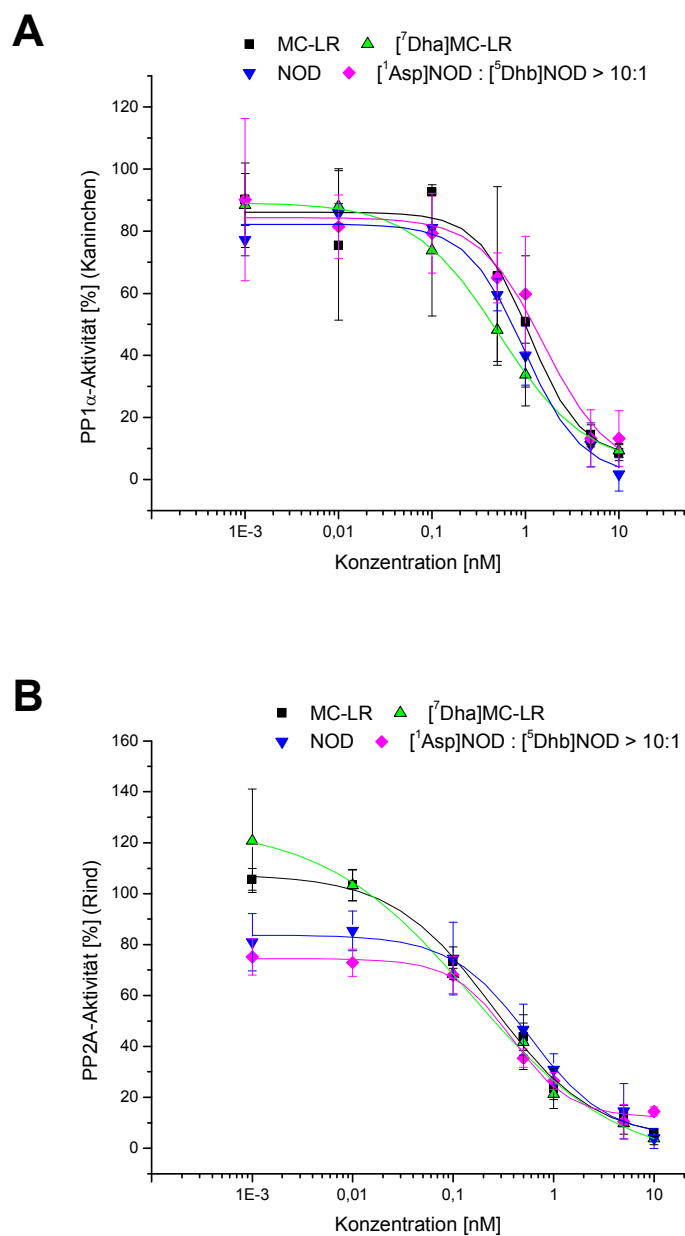 A
MC-LR [⁷Dha]MC-LR
NOD [¹Asp]NOD : [⁵Dhb]NOD > 10:1
120
100
80
60
40
20
0
PP1α-Aktivität [%] (Kaninchen)
1E-3 0,01 0,1 1 10
Konzentration [nM]
B
MC-LR [⁷Dha]MC-LR
NOD [¹Asp]NOD : [⁵Dhb]NOD > 10:1
160
140
120
100
80
60
40
20
0
PP2A-Aktivität [%] (Rind)
1E-3 0,01 0,1 1 10
Konzentration [nM]